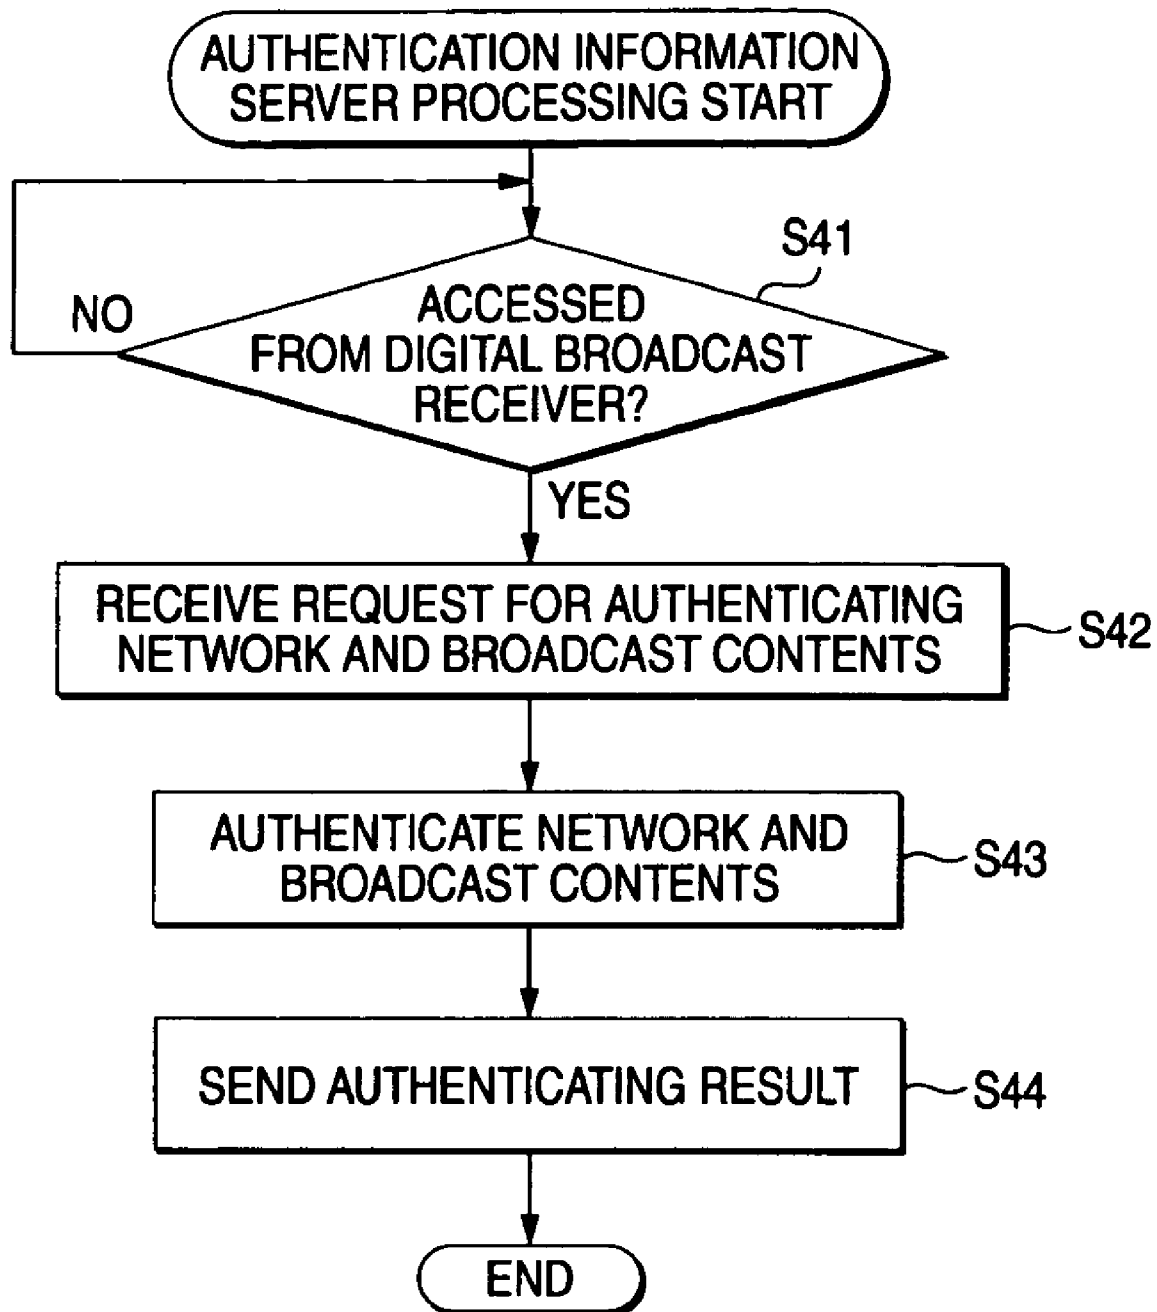 AUTHENTICATION INFORMATION
SERVER PROCESSING START
S41
NO
ACCESSED
FROM DIGITAL BROADCAST
RECEIVER?
YES
RECEIVE REQUEST FOR AUTHENTICATING
NETWORK AND BROADCAST CONTENTS
S42
AUTHENTICATE NETWORK AND
BROADCAST CONTENTS
S43
SEND AUTHENTICATING RESULT
S44
END